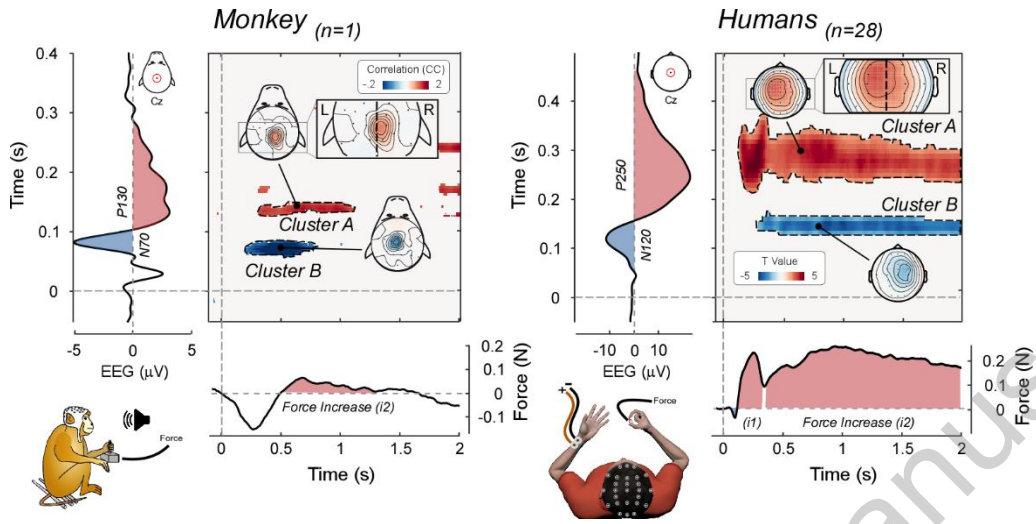 Monkey (n=1)
Humans (n=28)
0.4
0.3
0.2
0.1
0
Time (s)
Cz
P130
N70
-5
0
5
EEG (µV)
Correlation (CC)
-.2
.2
L
R
Cluster A
Cluster B
0
0.5
1
1.5
2
Time (s)
0.2
0.1
0
-0.1
Force (N)
Force Increase (i2)
Force
0.5
0.4
0.3
0.2
0.1
0
Time (s)
Cz
P250
N120
-10
0
10
EEG (µV)
L
R
Cluster A
Cluster B
T Value
-5
5
+
-
Force
0.2
0.1
0
Force (N)
(i1)
Force Increase (i2)
0
0.5
1
1.5
2
Time (s)
anus